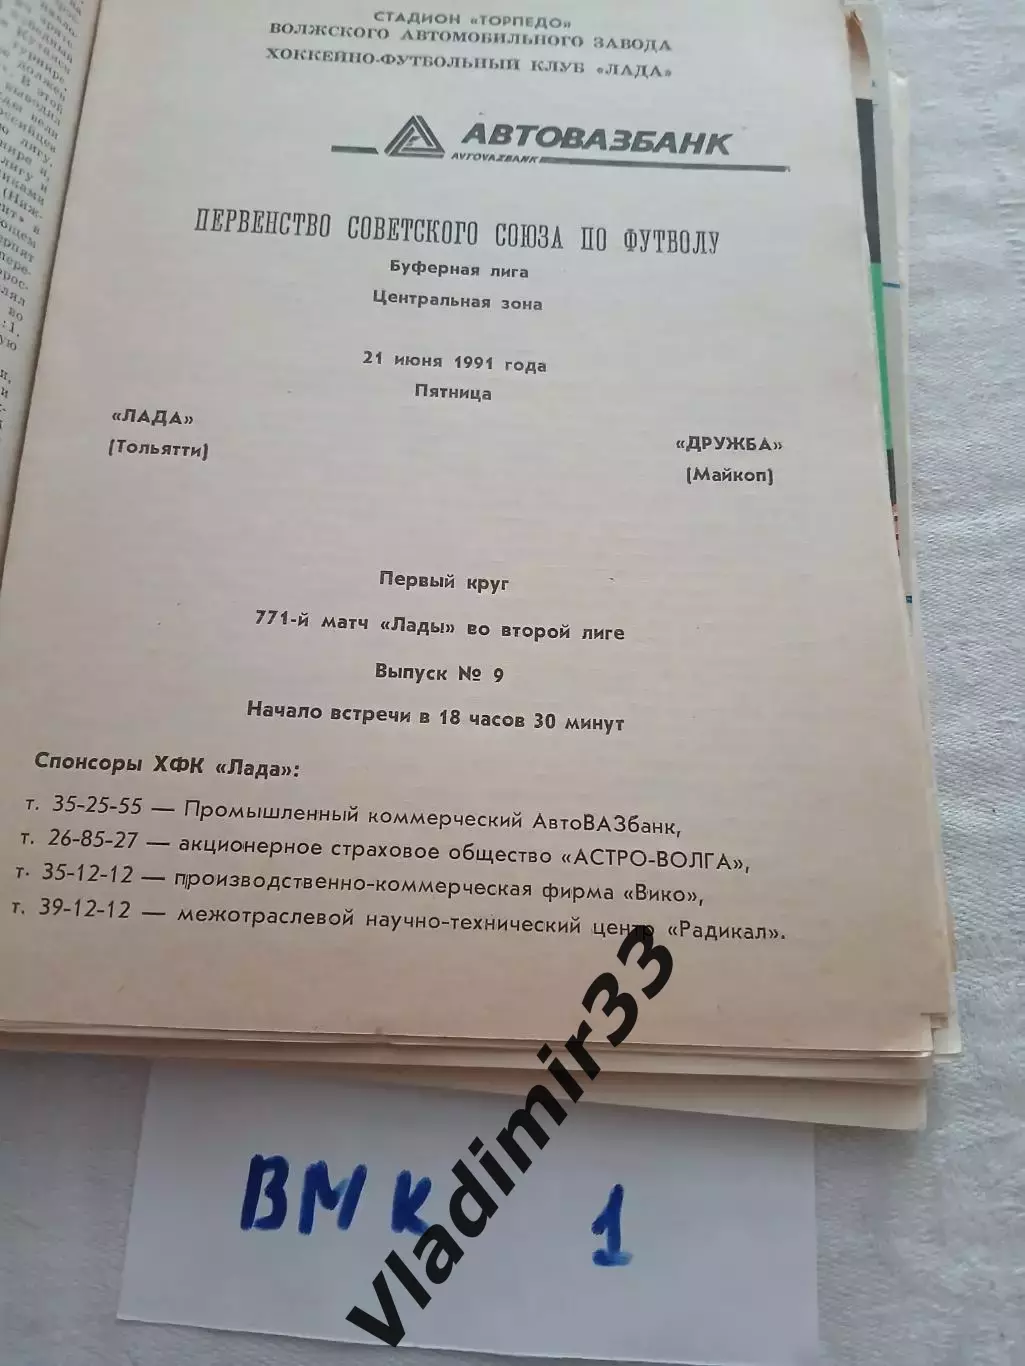 СТАДИОН «ТОРПЕДО»
ВОЛЖСКОГО АВТОМОБИЛЬНОГО ЗАВОДА
ХОККЕЙНО-ФУТБОЛЬНЫЙ КЛУБ «ЛАДА»
АВТОВАЗБАНК
AVTOVAZBANK
ПЕРВЕНСТВО СОВЕТСКОГО СОЮЗА ПО ФУТБОЛУ
Буферная лига
Центральная зона
21 июня 1991 года
Пятница
«ЛАДА»
(Тольятти)
«ДРУЖБА»
(Майкоп)
Первый круг
771-й матч «Лады» во второй лиге
Выпуск № 9
Начало встречи в 18 часов 30 минут
Спонсоры ХФК «Лада»:
т. 35-25-55 — Промышленный коммерческий АвтоВАЗбанк,
т. 26-85-27 — акционерное страховое общество «АСТРО-ВОЛГА»,
т. 35-12-12 — производственно-коммерческая фирма «Вико»,
т. 39-12-12 — межотраслевой научно-технический центр «Радикал».
ВМК 1
Vladimir33